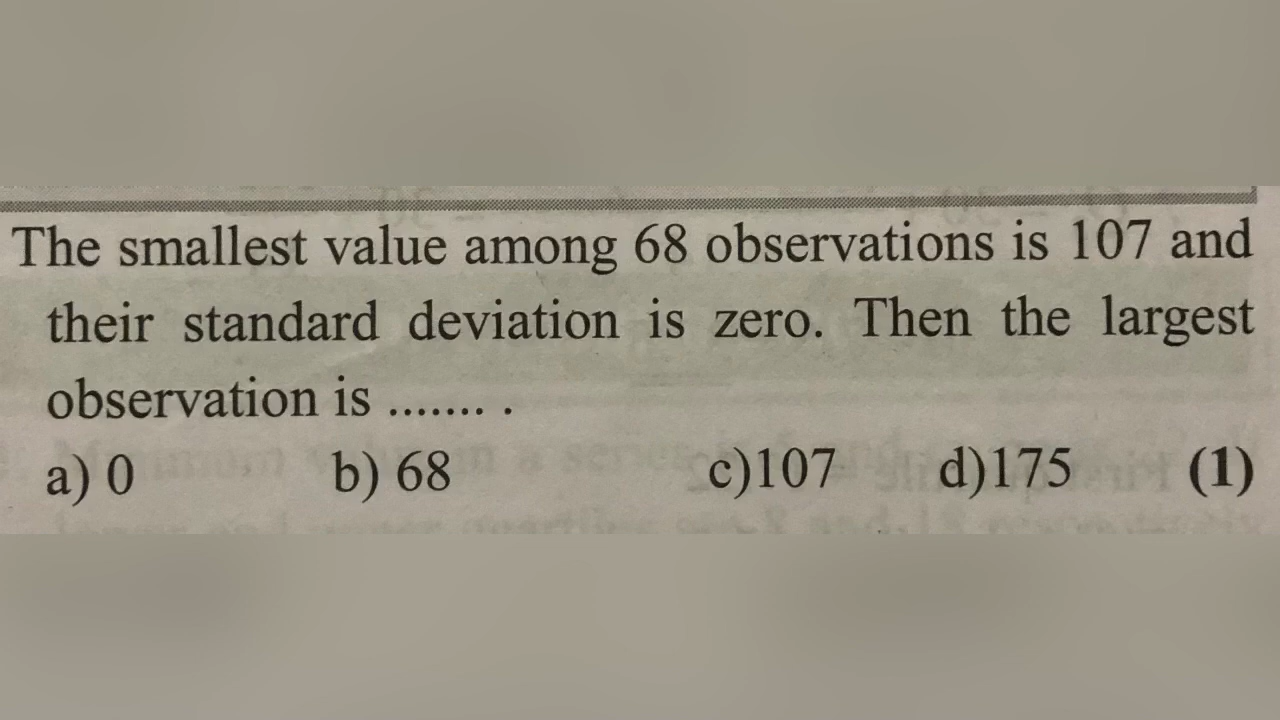 The smallest value among 68 observations is 107 and
their standard deviation is zero. Then the largest
observation is ....... .
a) 0 b) 68 c)107 d)175 (1)